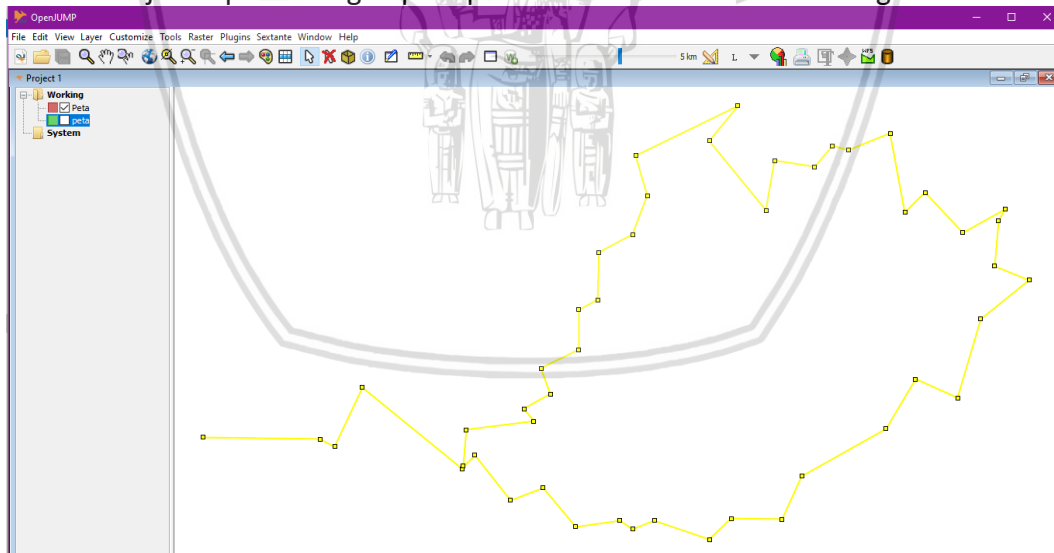 OpenJUMP
File Edit View Layer Customize Tools Raster Plugins Sextante Window Help
5 km L HFS
Project 1
Working
Peta
peta
System